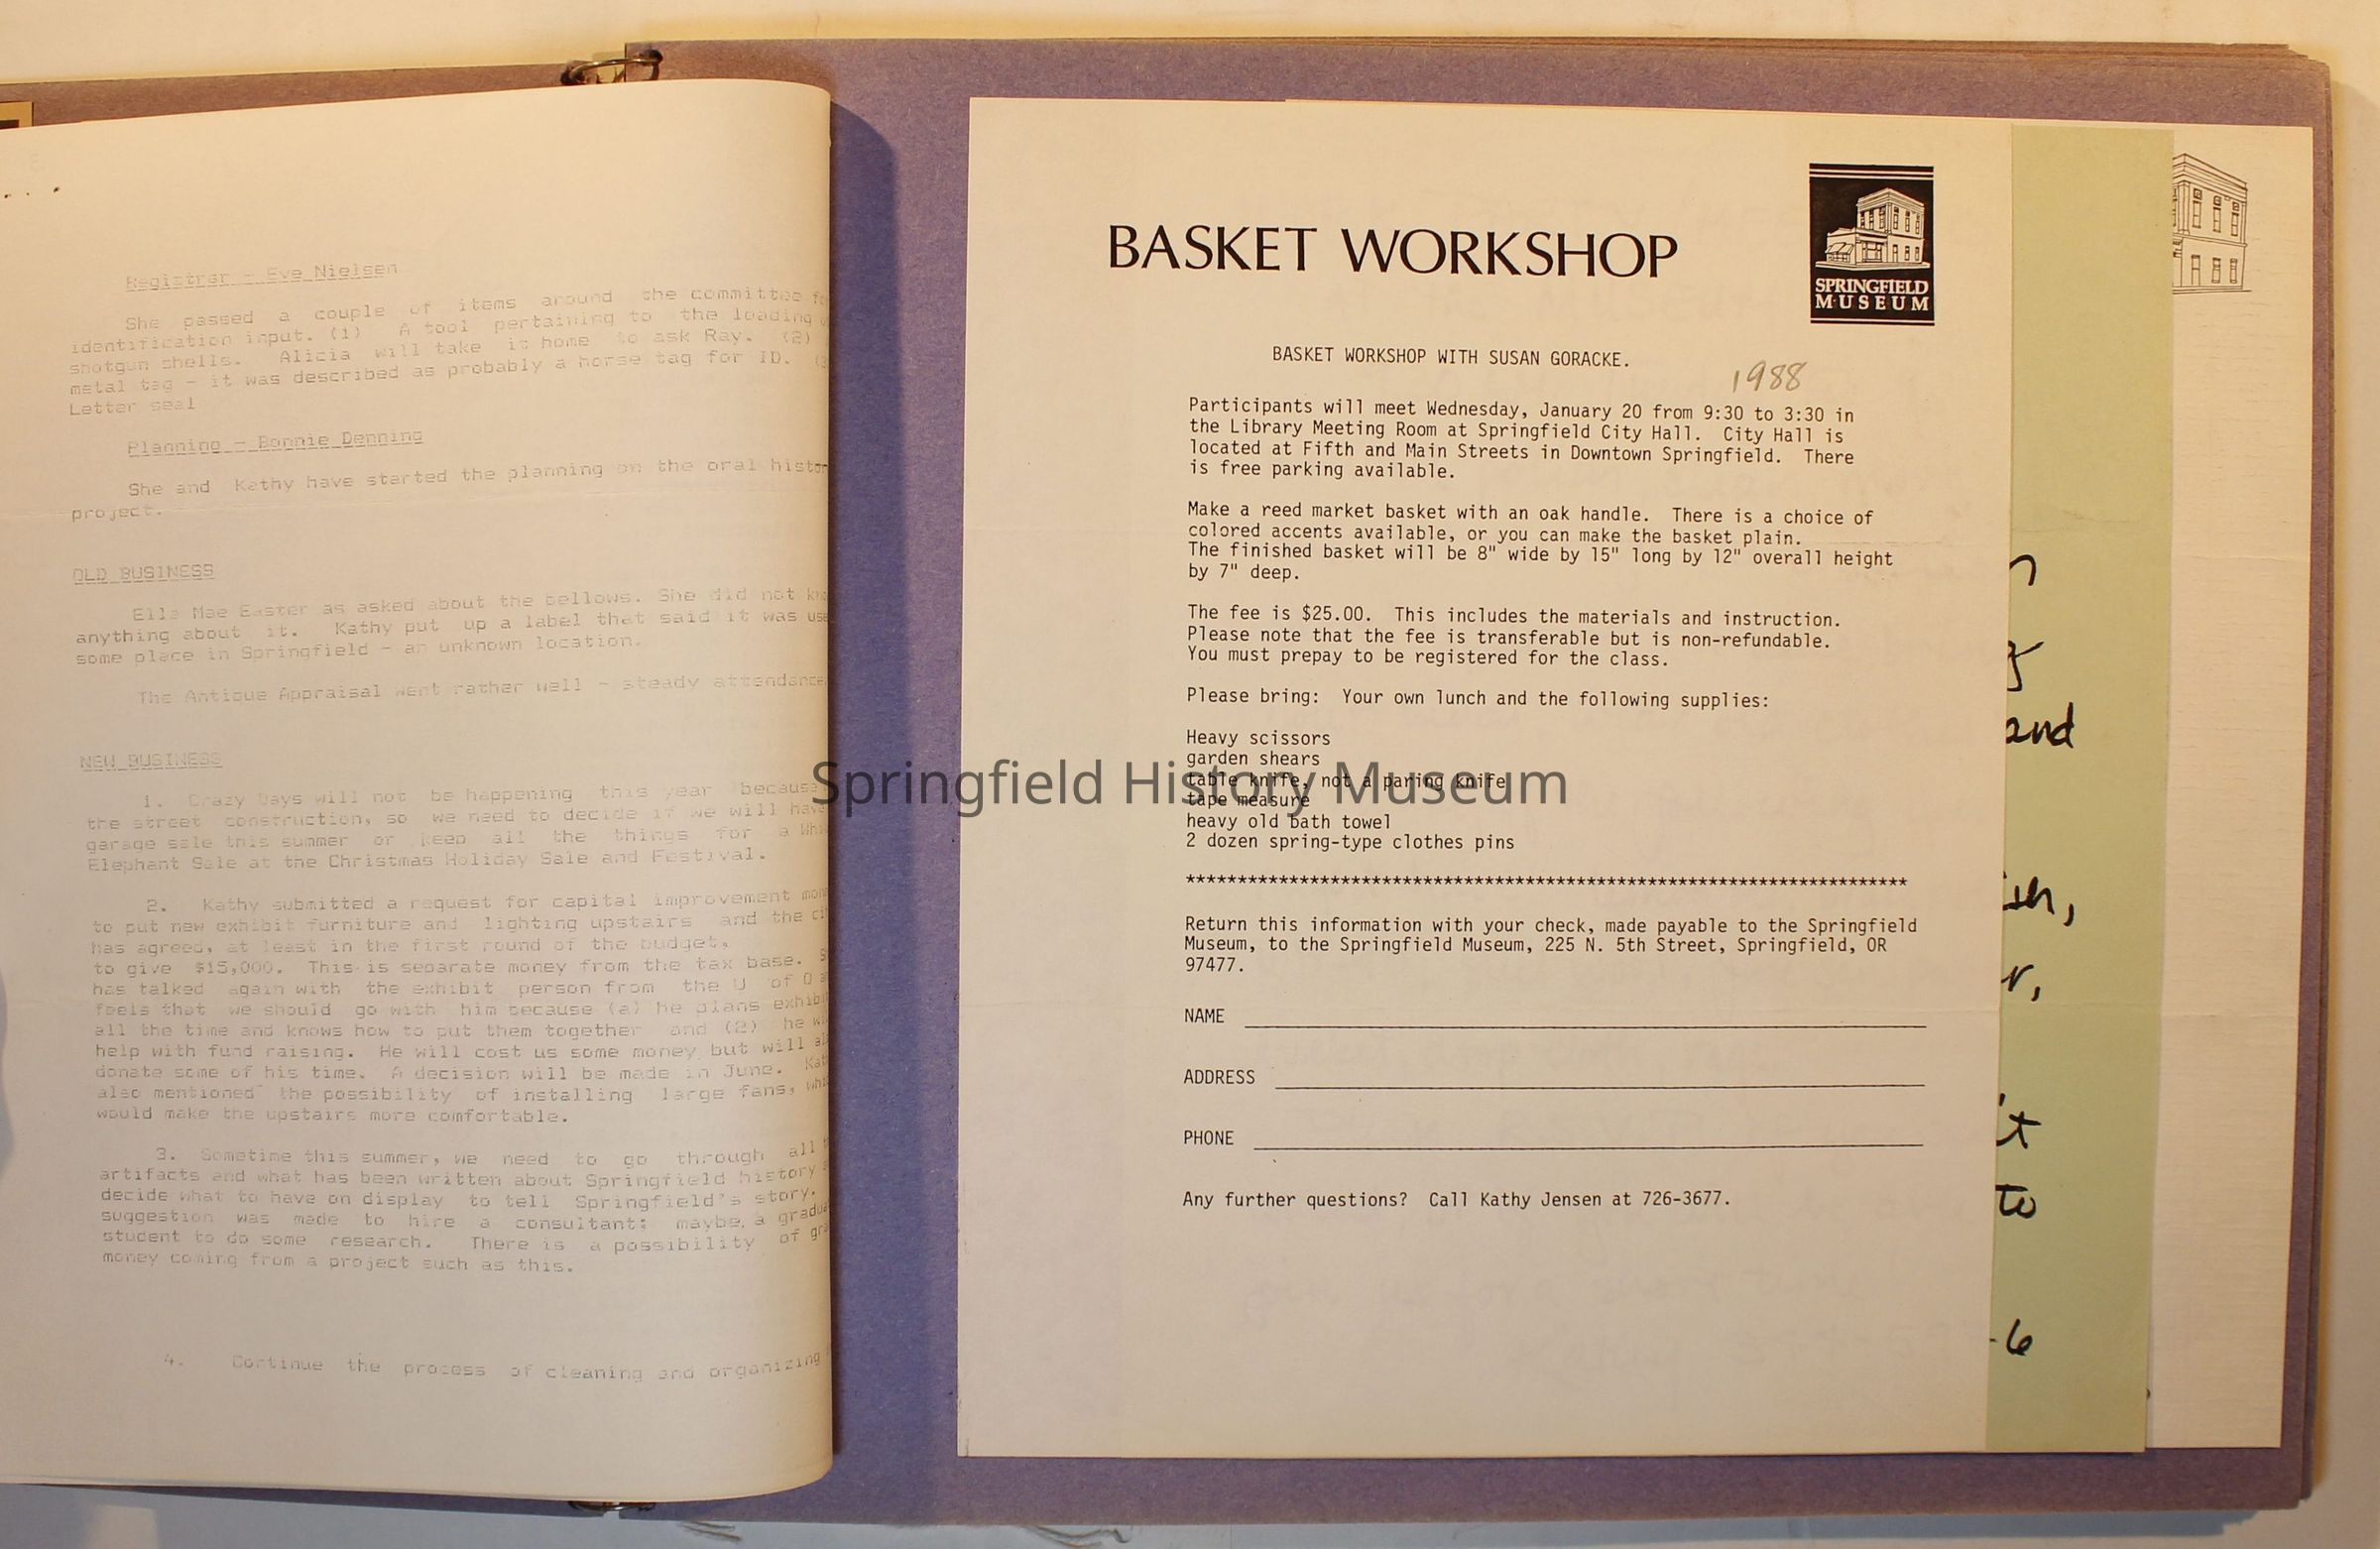 Registrar - Eve Nielsen
She passed a couple of items around the committee
identification input. (1) A tool pertaining to the loading
shotgun shells. Alicia will take it home to ask Ray. (2)
metal tag - it was described as probably a horse tag for ID.
Letter seal
Planning - Bonnie Denning
She and Kathy have started the planning on the oral histor
project.
OLD BUSINESS
Ella Mae Easter as asked about the bellows. She did not
anything about it. Kathy put up a label that said it was
some place in Springfield - an unknown location.
The Antique Appraisal went rather well - steady attendance
NEW BUSINESS
1. Crazy Days will not be happening this year because
the street construction, so we need to decide if we will have
garage sale this summer or keep all the things for a
Elephant Sale at the Christmas Holiday Sale and Festival.
2. Kathy submitted a request for capital improvement
to put new exhibit furniture and lighting upstairs and the
has agreed, at least in the first round of the budget,
to give $15,000. This is separate money from the tax base.
has talked again with the exhibit person from the U of O
feels that we should go with him because (a) he plans
all the time and knows how to put them together and (2) he
help with fund raising. He will cost us some money but will
donate some of his time. A decision will be made in June.
also mentioned the possibility of installing large fans,
would make the upstairs more comfortable.
3. Sometime this summer, we need to go through all
artifacts and what has been written about Springfield history
decide what to have on display to tell Springfield's story.
suggestion was made to hire a consultant: maybe, a
student to do some research. There is a possibility of
money coming from a project such as this.
4. Continue the process of cleaning and organizing
BASKET WORKSHOP
SPRINGFIELD
MUSEUM
BASKET WORKSHOP WITH SUSAN GORACKE.
1988
Participants will meet Wednesday, January 20 from 9:30 to 3:30 in
the Library Meeting Room at Springfield City Hall. City Hall is
located at Fifth and Main Streets in Downtown Springfield. There
is free parking available.
Make a reed market basket with an oak handle. There is a choice of
colored accents available, or you can make the basket plain.
The finished basket will be 8" wide by 15" long by 12" overall height
by 7" deep.
The fee is $25.00. This includes the materials and instruction.
Please note that the fee is transferable but is non-refundable.
You must prepay to be registered for the class.
Please bring: Your own lunch and the following supplies:
Heavy scissors
garden shears
table knife, not a paring knife
tape measure
heavy old bath towel
2 dozen spring-type clothes pins
**********************************************************************
Return this information with your check, made payable to the Springfield
Museum, to the Springfield Museum, 225 N. 5th Street, Springfield, OR
97477.
NAME
ADDRESS
PHONE
Any further questions? Call Kathy Jensen at 726-3677.
and
to
-6
Springfield History Museum